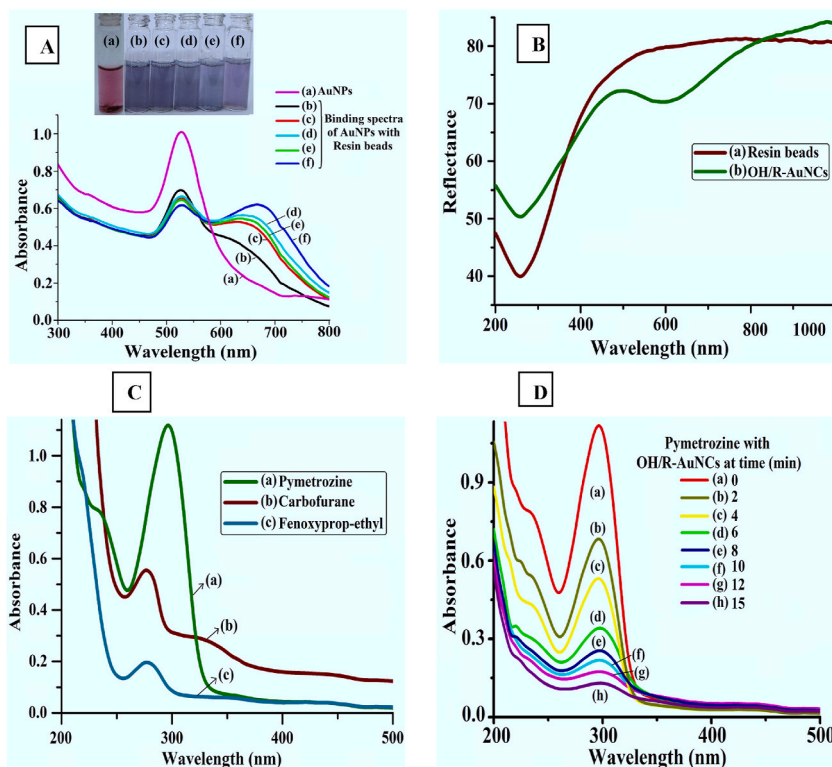 A
(a) (b) (c) (d) (e) (f)
(a) AuNPs
(b)
(c) Binding spectra
(d) of AuNPs with
(e) Resin beads
(f)
Absorbance
1.0
0.8
0.6
0.4
0.2
0.0
(d)
(e)
(c)
(f)
(b)
(a)
300 400 500 600 700 800
Wavelength (nm)
B
Reflectance
80
70
60
50
40
(a) Resin beads
(b) OH/R-AuNCs
200 400 600 800 1000
Wavelength (nm)
C
Absorbance
1.0
0.8
0.6
0.4
0.2
0.0
(a) Pymetrozine
(b) Carbofurane
(c) Fenoxyprop-ethyl
(a)
(b)
(c)
200 300 400 500
Wavelength (nm)
D
Absorbance
0.9
0.6
0.3
0.0
Pymetrozine with
OH/R-AuNCs at time (min)
(a) 0
(b) 2
(c) 4
(d) 6
(e) 8
(f) 10
(g) 12
(h) 15
(a)
(b)
(c)
(d)
(e)
(f)
(g)
(h)
200 300 400 500
Wavelength (nm)